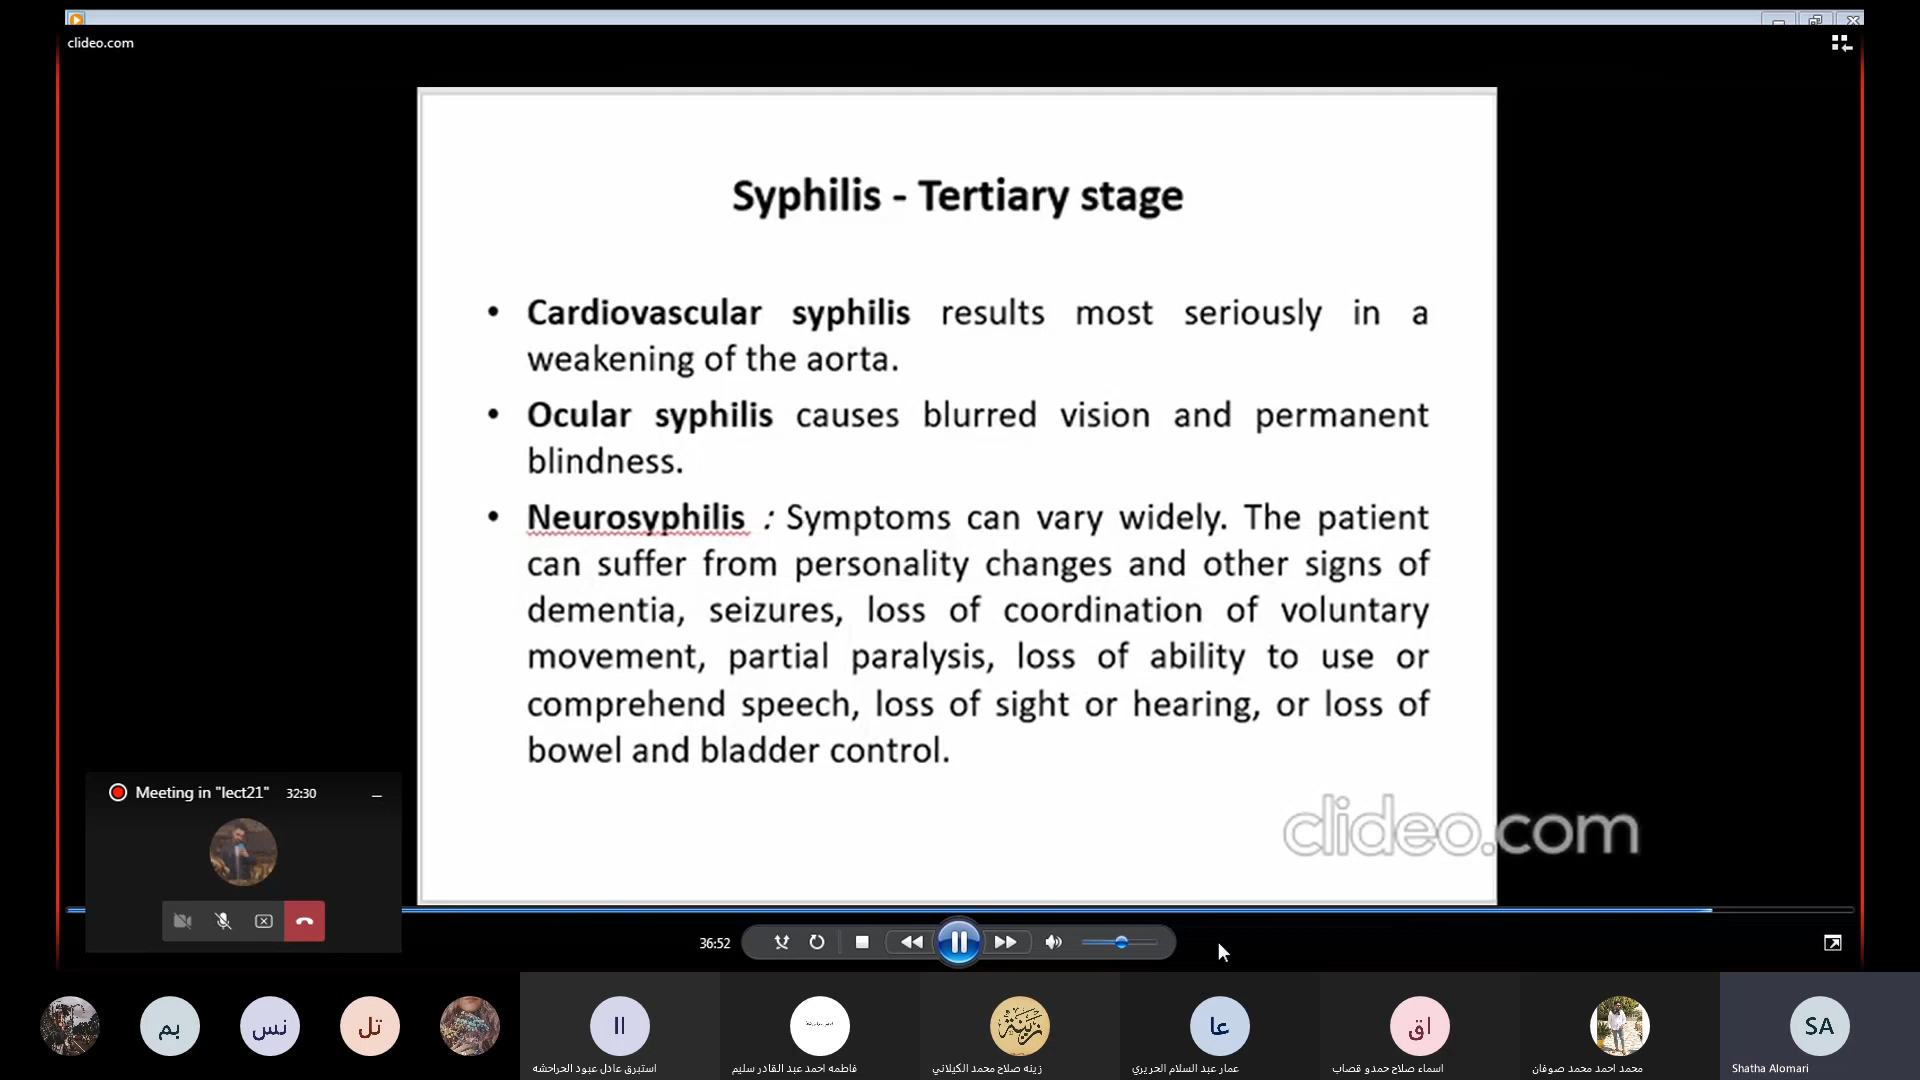 clideo.com
Syphilis - Tertiary stage
• Cardiovascular syphilis results most seriously in a
weakening of the aorta.
• Ocular syphilis causes blurred vision and permanent
blindness.
• Neurosyphilis : Symptoms can vary widely. The patient
can suffer from personality changes and other signs of
dementia, seizures, loss of coordination of voluntary
movement, partial paralysis, loss of ability to use or
comprehend speech, loss of sight or hearing, or loss of
bowel and bladder control.
Meeting in "lect21" 32:30
clideo.com
36:52
بم
نس
تل
اا
زينة
عا
اق
SA
استبرق عادل عبود الحراحشه
فاطمه احمد عبد القادر سليم
زينه صلاح محمد الكيلاني
عمار عبد السلام الحريري
اسماء صلاح حمدو قصاب
محمد احمد محمد صوفان
Shatha Alomari